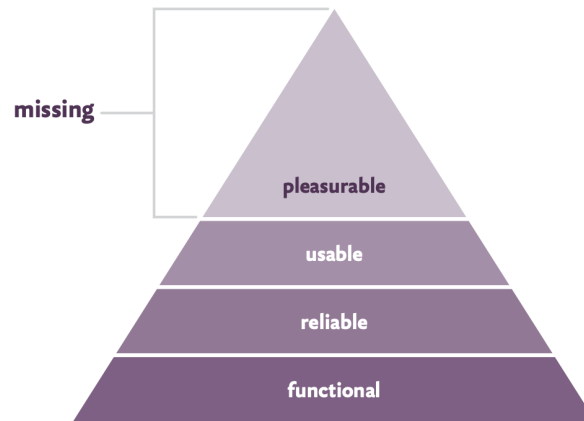 missing
pleasurable
usable
reliable
functional